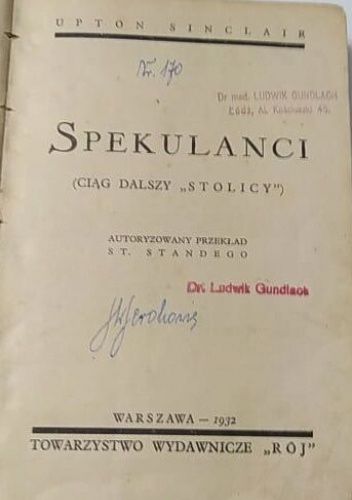 UPTON SINCLAIR
Nr. 170
Dr med. LUDWIK GUNDLACH
Łódź, Al. Kościuszki 45.
SPEKULANCI
(CIĄG DALSZY „STOLICY")
AUTORYZOWANY PRZEKŁAD
ST. STANDEGO
Dr. Ludwik Gundlach
WARSZAWA — 1932
TOWARZYSTWO WYDAWNICZE „RÓJ"